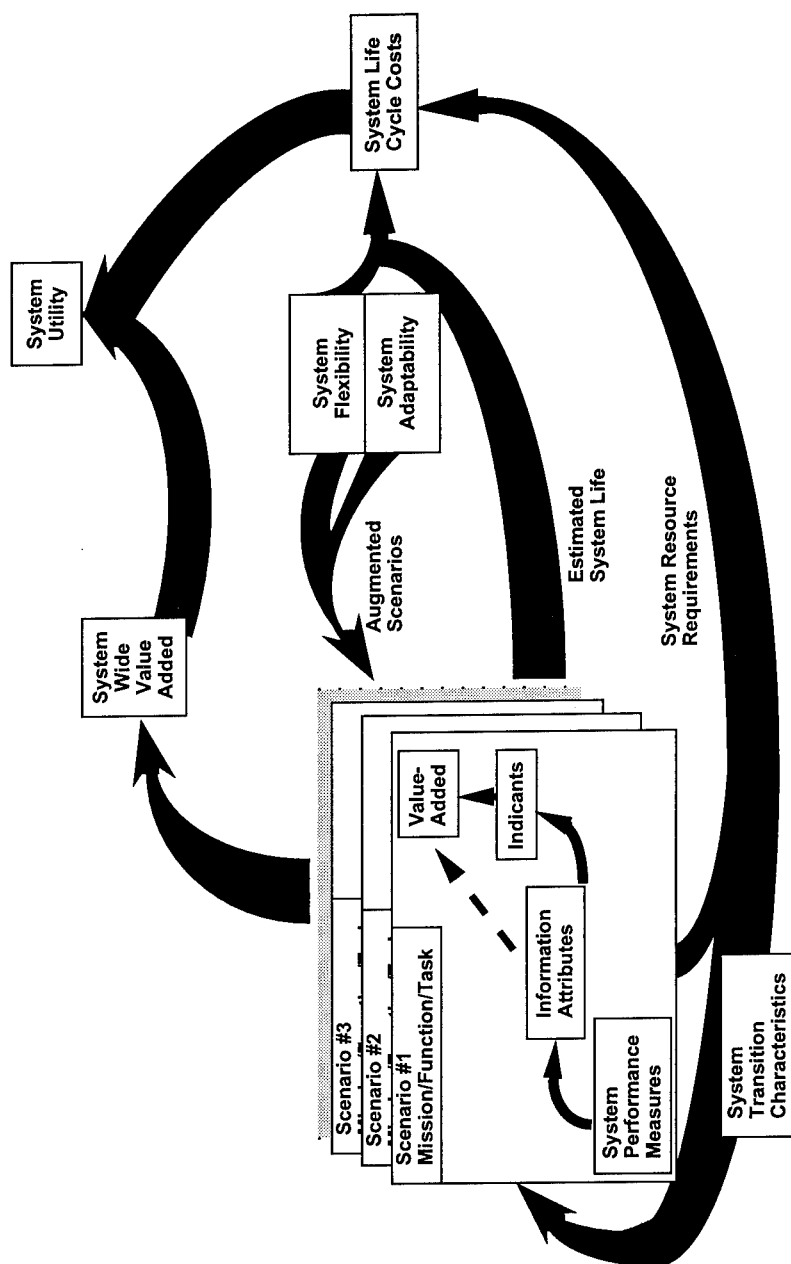 System
Utility
System
Wide
Value
Added
System Life
Cycle Costs
System
Flexibility
System
Adaptability
Augmented
Scenarios
Estimated
System Life
System Resource
Requirements
Scenario #3
Scenario #2
Scenario #1
Mission/Function/Task
Value-
Added
Indicants
Information
Attributes
System
Performance
Measures
System
Transition
Characteristics